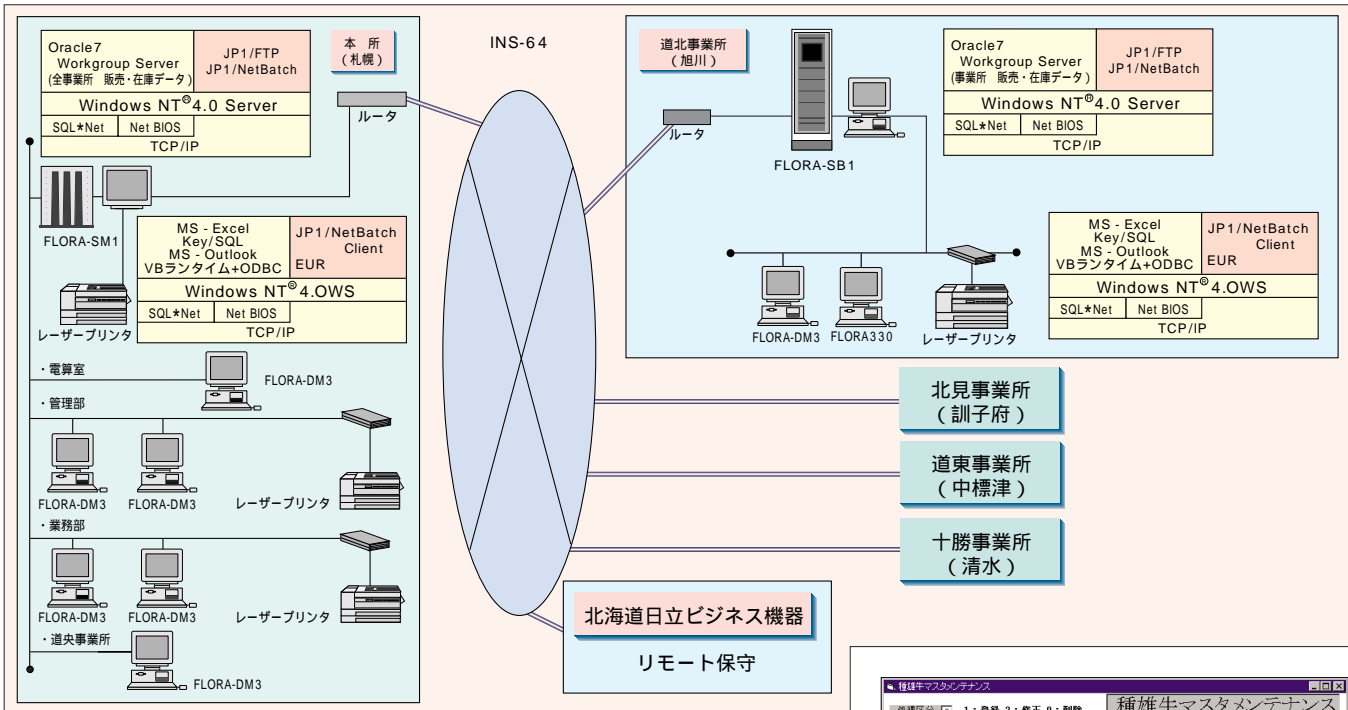 Oracle7
Workgroup Server
(全事業所 販売・在庫データ)
JP1/FTP
JP1/NetBatch
Windows NT® 4.0 Server
SQL*Net
Net BIOS
TCP/IP
本 所
(札幌)
ルータ
FLORA-SM1
MS - Excel
Key/SQL
MS - Outlook
VBランタイム+ODBC
JP1/NetBatch
Client
EUR
Windows NT® 4.OWS
SQL*Net
Net BIOS
TCP/IP
レーザープリンタ
・電算室
FLORA-DM3
・管理部
FLORA-DM3
FLORA-DM3
レーザープリンタ
・業務部
FLORA-DM3
FLORA-DM3
レーザープリンタ
・道央事業所
FLORA-DM3
INS-64
道北事業所
(旭川)
ルータ
FLORA-SB1
Oracle7
Workgroup Server
(事業所 販売・在庫データ)
JP1/FTP
JP1/NetBatch
Windows NT® 4.0 Server
SQL*Net
Net BIOS
TCP/IP
MS - Excel
Key/SQL
MS - Outlook
VBランタイム+ODBC
JP1/NetBatch
Client
EUR
Windows NT® 4.OWS
SQL*Net
Net BIOS
TCP/IP
FLORA-DM3
FLORA330
レーザープリンタ
北見事業所
(訓子府)
道東事業所
(中標津)
十勝事業所
(清水)
北海道日立ビジネス機器
リモート保守
種雄牛マスタメンテナンス
種雄牛マスタメンテナンス